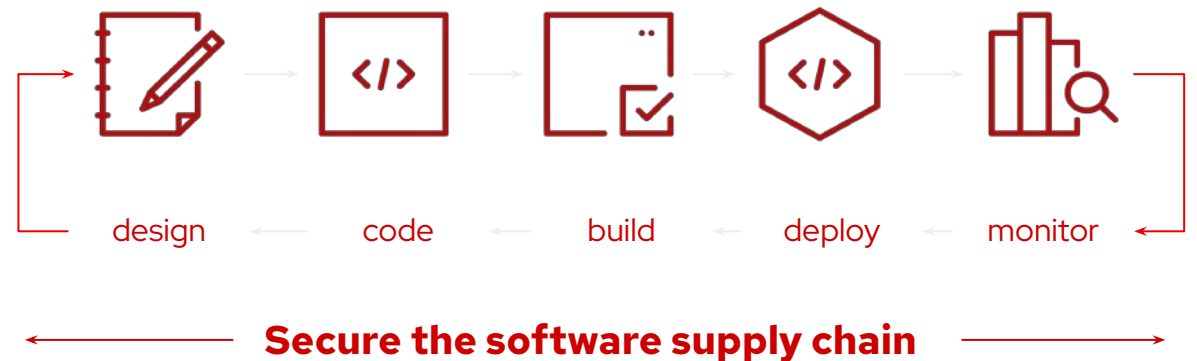 </> </>
design code build deploy monitor
Secure the software supply chain